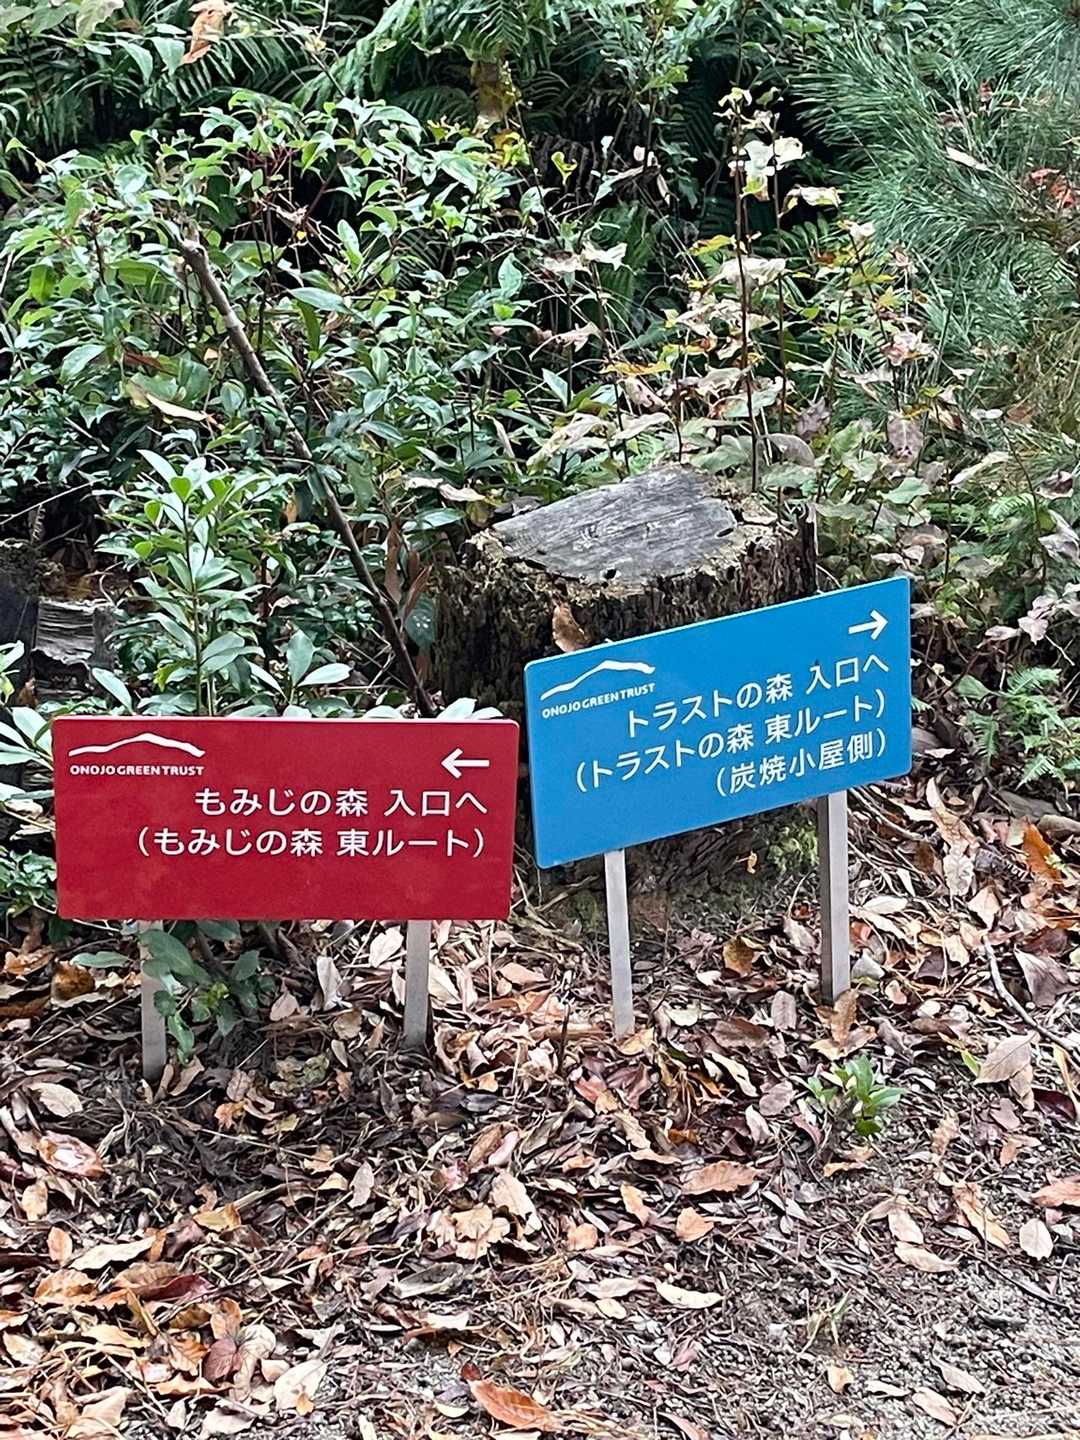 ←
ONOJO GREEN TRUST
もみじの森 入口へ
(もみじの森 東ルート)
→
ONOJO GREEN TRUST
トラストの森 入口へ
(トラストの森 東ルート)
(炭焼小屋側)